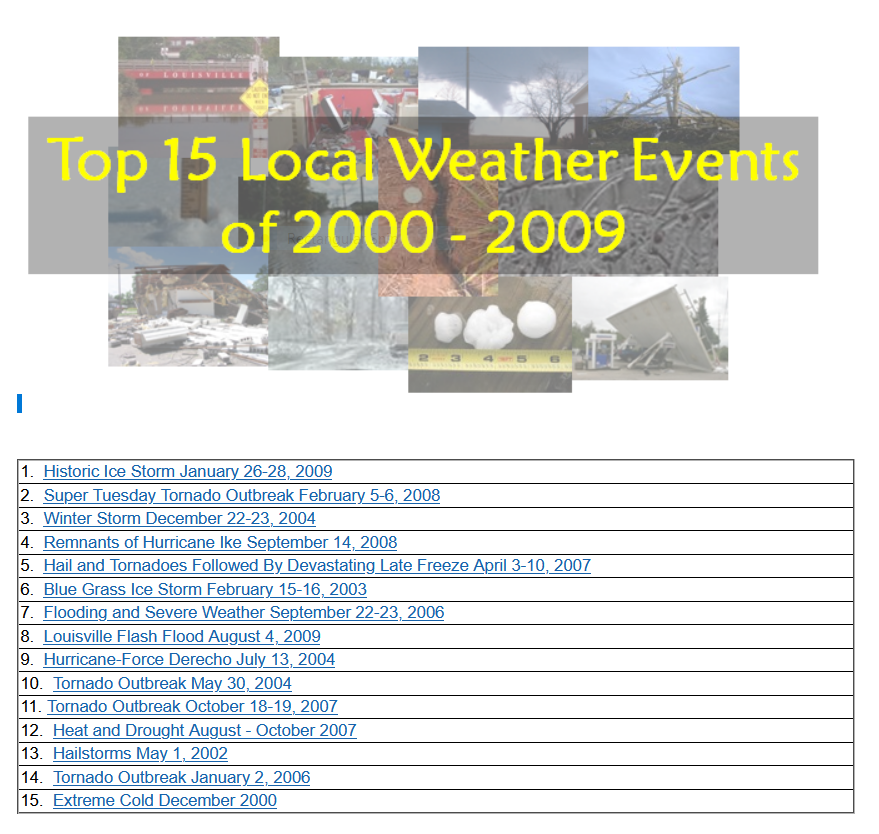 OF LOUISVILLE
CAUTION
Top 15 Local Weather Events
of 2000 - 2009
2 3 4 5 6
1. Historic Ice Storm January 26-28, 2009
2. Super Tuesday Tornado Outbreak February 5-6, 2008
3. Winter Storm December 22-23, 2004
4. Remnants of Hurricane Ike September 14, 2008
5. Hail and Tornadoes Followed By Devastating Late Freeze April 3-10, 2007
6. Blue Grass Ice Storm February 15-16, 2003
7. Flooding and Severe Weather September 22-23, 2006
8. Louisville Flash Flood August 4, 2009
9. Hurricane-Force Derecho July 13, 2004
10. Tornado Outbreak May 30, 2004
11. Tornado Outbreak October 18-19, 2007
12. Heat and Drought August - October 2007
13. Hailstorms May 1, 2002
14. Tornado Outbreak January 2, 2006
15. Extreme Cold December 2000